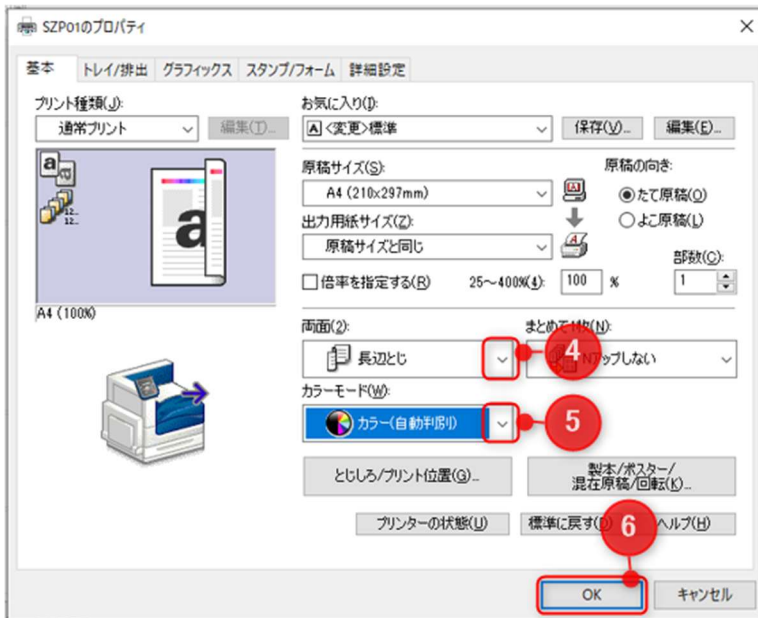 SZP01のプロパティ
基本 トレイ/排出 グラフィックス スタンプ/フォーム 詳細設定
プリント種類(J):
通常プリント
編集(T)...
お気に入り(I):
<変更>標準
保存(V)...
編集(E)...
原稿サイズ(S):
A4 (210x297mm)
原稿の向き:
たて原稿(O)
よこ原稿(L)
出力用紙サイズ(Z):
原稿サイズと同じ
部数(C):
1
倍率を指定する(R)
25～400%(4):
100
%
A4 (100%)
両面(2):
長辺とじ
4
まとめて1枚(N):
Nアップしない
カラーモード(W):
カラー(自動判別)
5
とじしろ/プリント位置(G)...
製本/ポスター/
混在原稿/回転(K)...
プリンターの状態(U)
標準に戻す(D)
6
ヘルプ(H)
OK
キャンセル